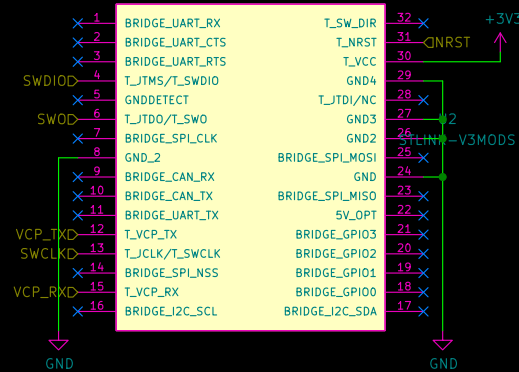 1 BRIDGE_UART_RX T_SW_DIR 32
2 BRIDGE_UART_CTS T_NRST 31 NRST
3 BRIDGE_UART_RTS T_VCC 30 +3V3
SWDIO 4 T_JTMS/T_SWDIO GND4 29
5 GNDDETECT T_JTDI/NC 28
SWO 6 T_JTDO/T_SWO GND3 27
7 BRIDGE_SPI_CLK GND2 26 STLINK-V3MODS
8 GND_2 BRIDGE_SPI_MOSI 25
9 BRIDGE_CAN_RX GND 24
10 BRIDGE_CAN_TX BRIDGE_SPI_MISO 23
11 BRIDGE_UART_TX 5V_OPT 22
VCP_TX 12 T_VCP_TX BRIDGE_GPIO3 21
SWCLK 13 T_JCLK/T_SWCLK BRIDGE_GPIO2 20
14 BRIDGE_SPI_NSS BRIDGE_GPIO1 19
VCP_RX 15 T_VCP_RX BRIDGE_GPIO0 18
16 BRIDGE_I2C_SCL BRIDGE_I2C_SDA 17
GND GND